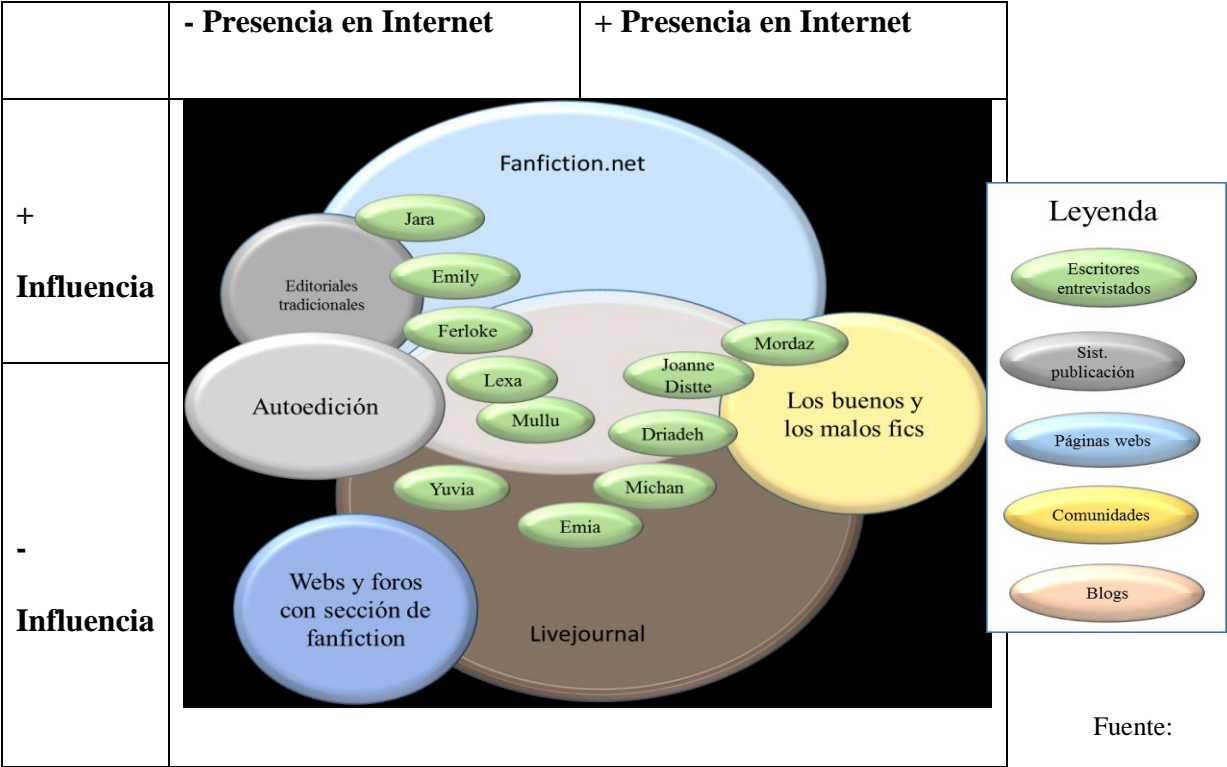 - Presencia en Internet
+ Presencia en Internet
+
Influencia
-
Influencia
Fanfiction.net
Jara
Editoriales
tradicionales
Emily
Ferloke
Mordaz
Autoedición
Lexa
Joanne
Distte
Mullu
Driadeh
Los buenos y
los malos fics
Yuvia
Michan
Emia
Webs y foros
con sección de
fanfiction
Livejournal
Leyenda
Escritores
entrevistados
Sist.
publicación
Páginas webs
Comunidades
Blogs
Fuente: